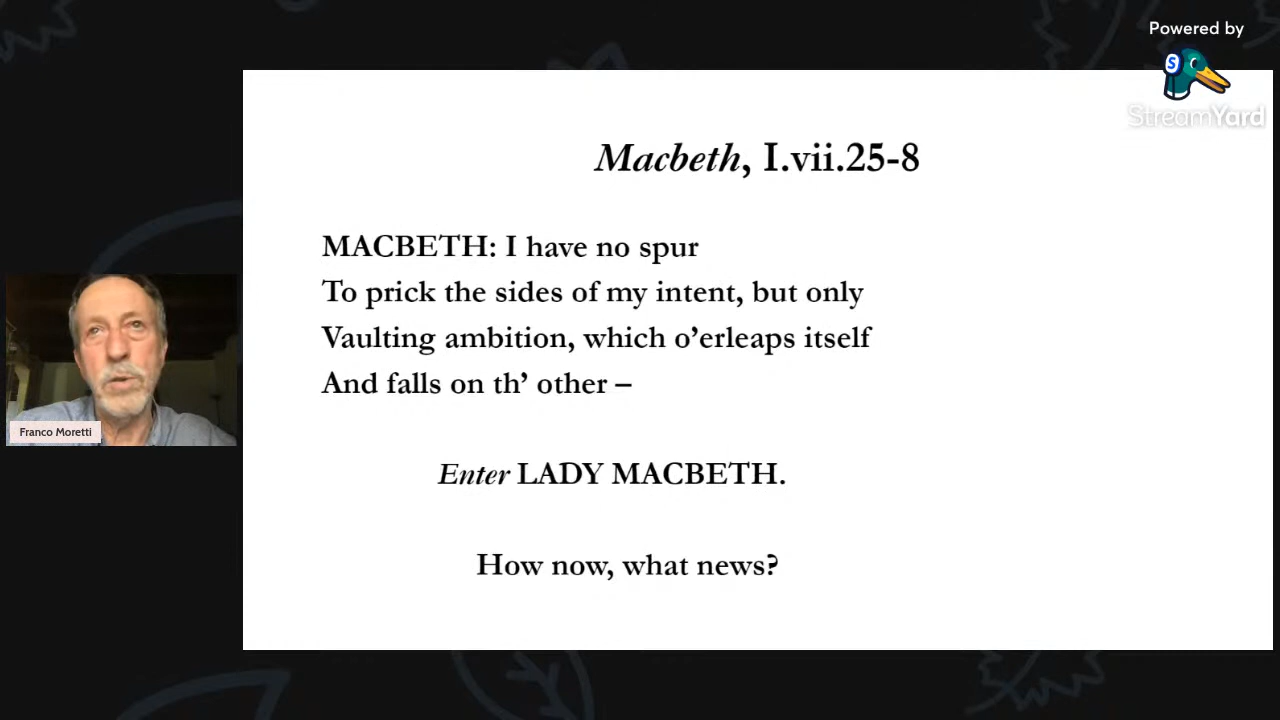 Powered by
S
StreamYard
Macbeth, I.vii.25-8
MACBETH: I have no spur
To prick the sides of my intent, but only
Vaulting ambition, which o’erleaps itself
And falls on th’ other –
Enter LADY MACBETH.
How now, what news?
Franco Moretti